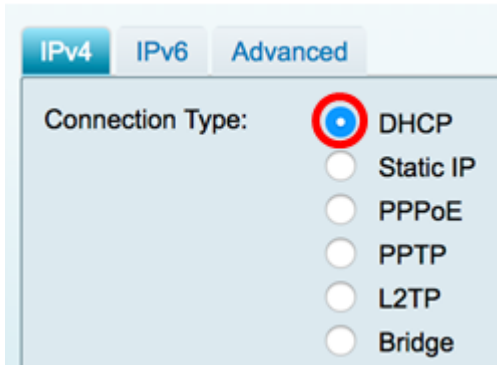 IPv4 IPv6 Advanced
Connection Type: DHCP
Static IP
PPPoE
PPTP
L2TP
Bridge